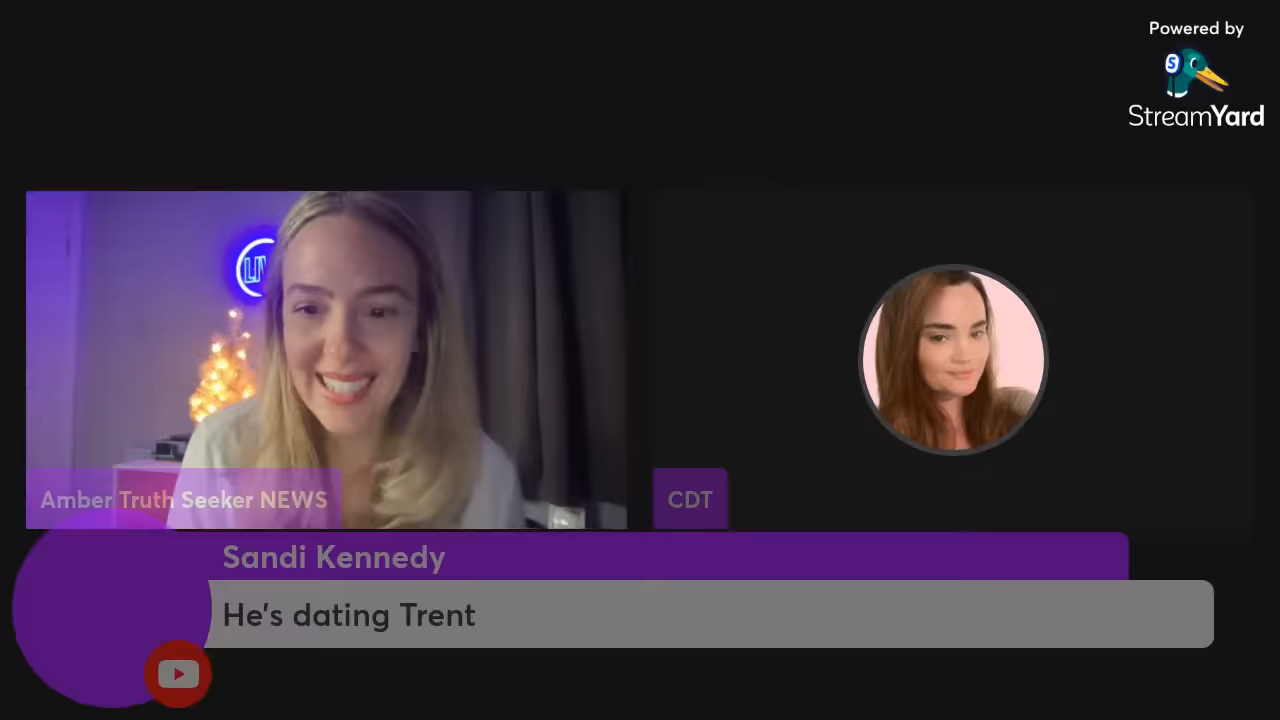 Powered by
StreamYard
Amber Truth Seeker NEWS
CDT
Sandi Kennedy
He's dating Trent